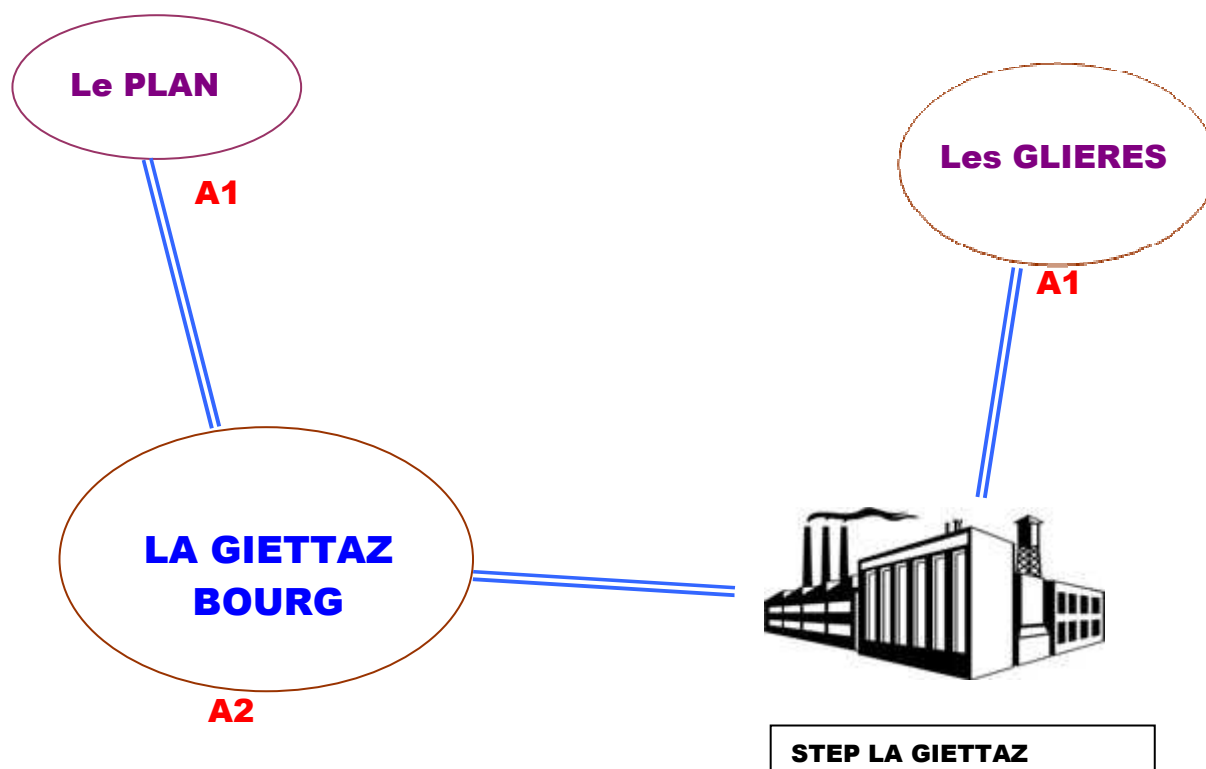 Le PLAN
Les GLIERES
A1
A1
LA GIETTAZ
BOURG
A2
STEP LA GIETTAZ